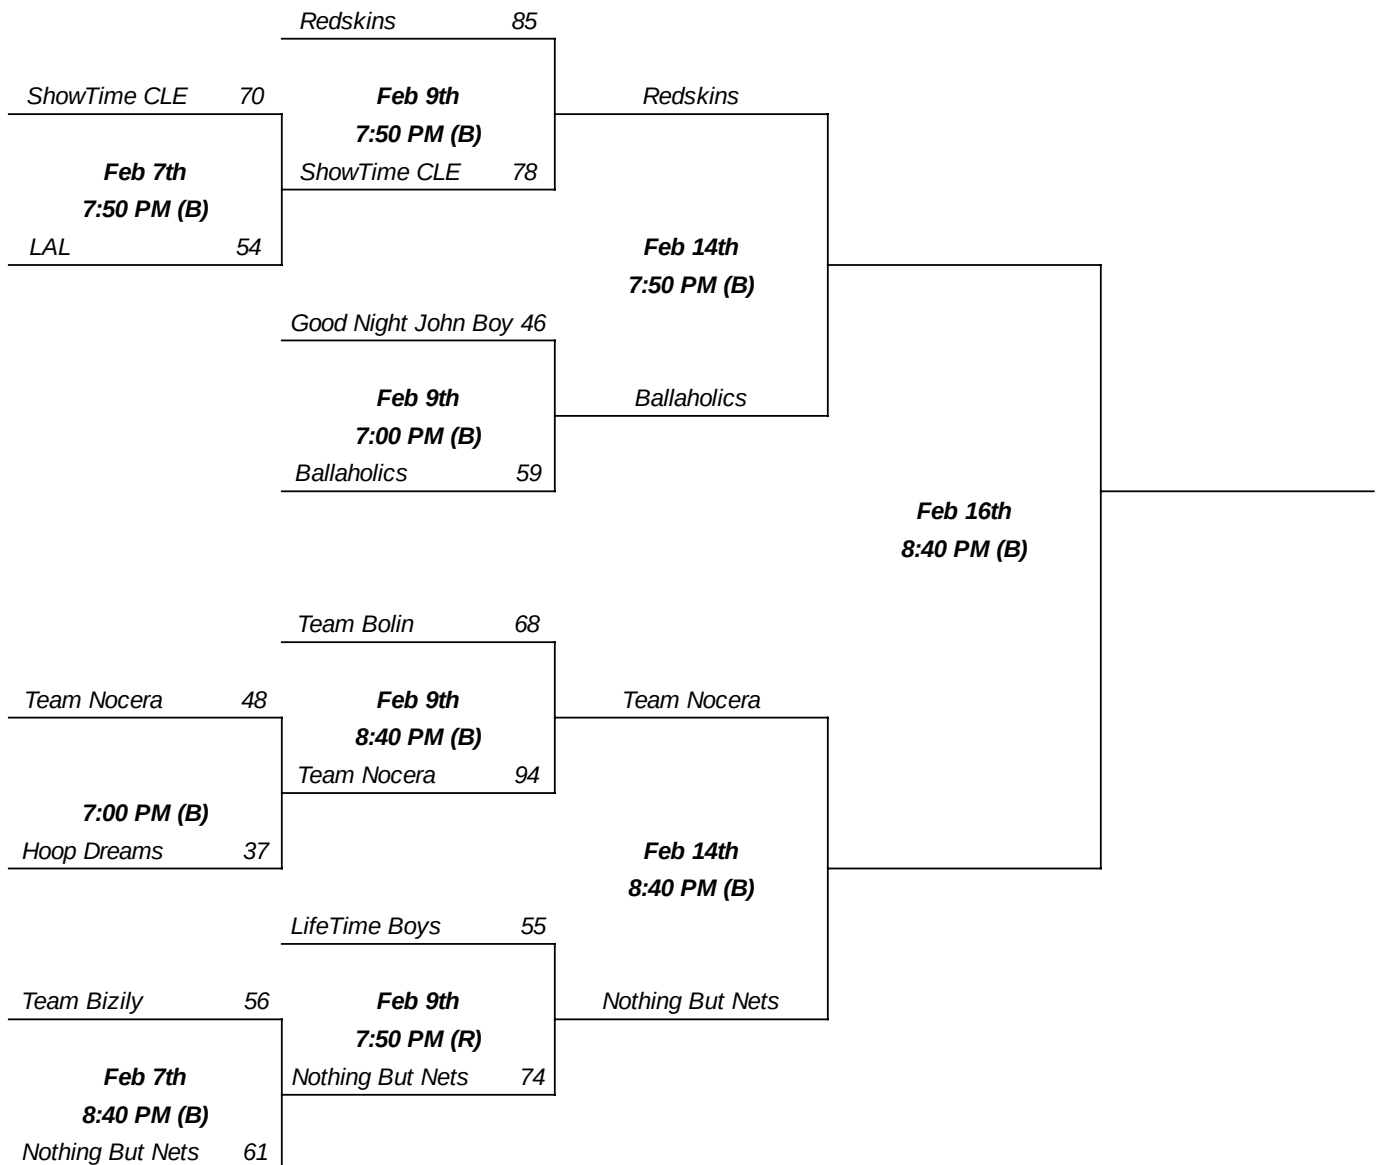 Redskins 85
ShowTime CLE 70
Feb 9th
Redskins
7:50 PM (B)
Feb 7th
ShowTime CLE 78
7:50 PM (B)
LAL 54
Feb 14th
7:50 PM (B)
Good Night John Boy 46
Feb 9th
Ballaholics
7:00 PM (B)
Ballaholics 59
Feb 16th
8:40 PM (B)
Team Bolin 68
Team Nocera 48
Feb 9th
Team Nocera
8:40 PM (B)
Team Nocera 94
7:00 PM (B)
Hoop Dreams 37
Feb 14th
8:40 PM (B)
LifeTime Boys 55
Team Bizily 56
Feb 9th
Nothing But Nets
7:50 PM (R)
Feb 7th
Nothing But Nets 74
8:40 PM (B)
Nothing But Nets 61